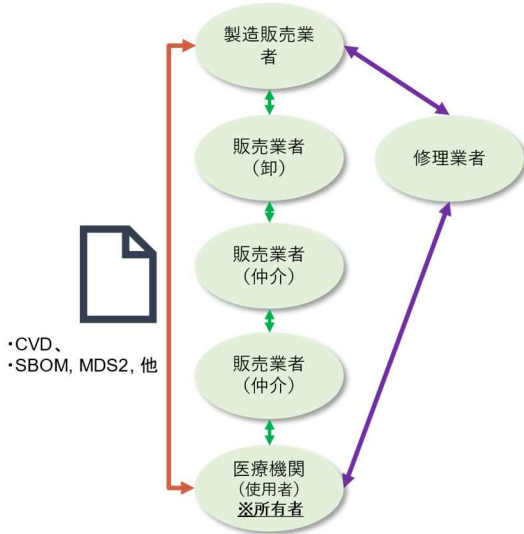 製造販売業
者
販売業者
(卸)
修理業者
販売業者
(仲介)
・CVD、
・SBOM, MDS2, 他
販売業者
(仲介)
医療機関
(使用者)
※所有者